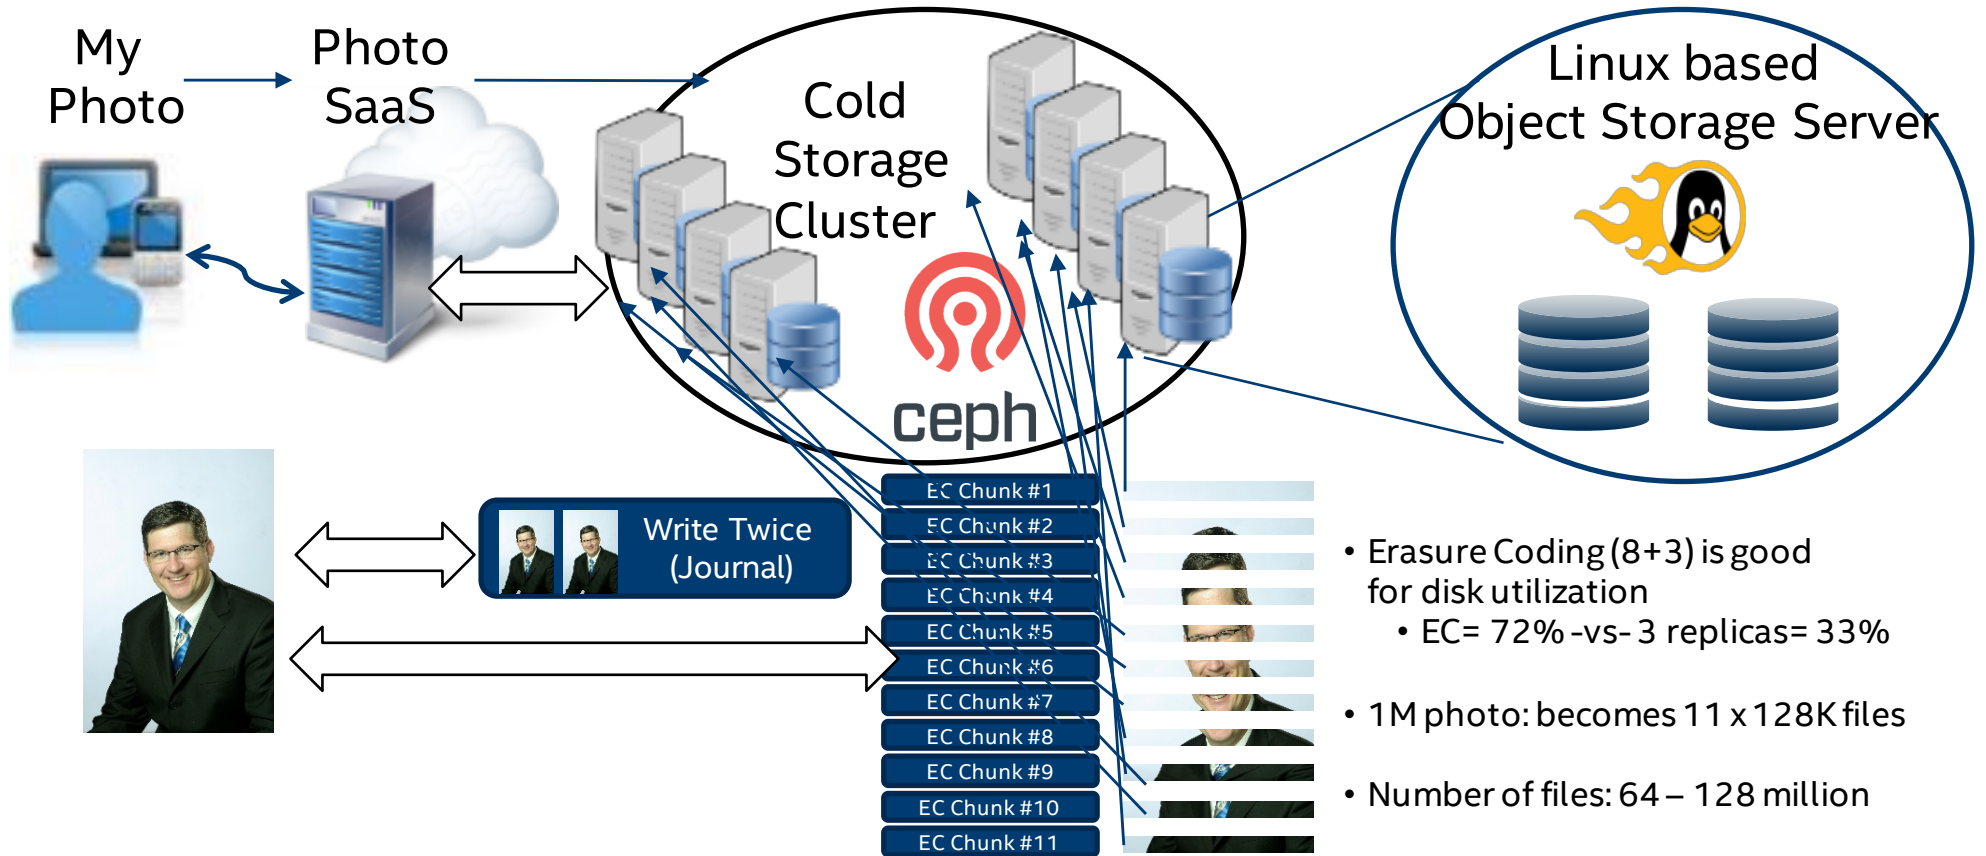 My
Photo
Photo
SaaS
Cold
Storage
Cluster
ceph
Linux based
Object Storage Server
Write Twice
(Journal)
EC Chunk #1
EC Chunk #2
EC Chunk #3
EC Chunk #4
EC Chunk #5
EC Chunk #6
EC Chunk #7
EC Chunk #8
EC Chunk #9
EC Chunk #10
EC Chunk #11
• Erasure Coding (8+3) is good
for disk utilization
• EC= 72% -vs- 3 replicas= 33%
• 1M photo: becomes 11 x 128K files
• Number of files: 64 – 128 million